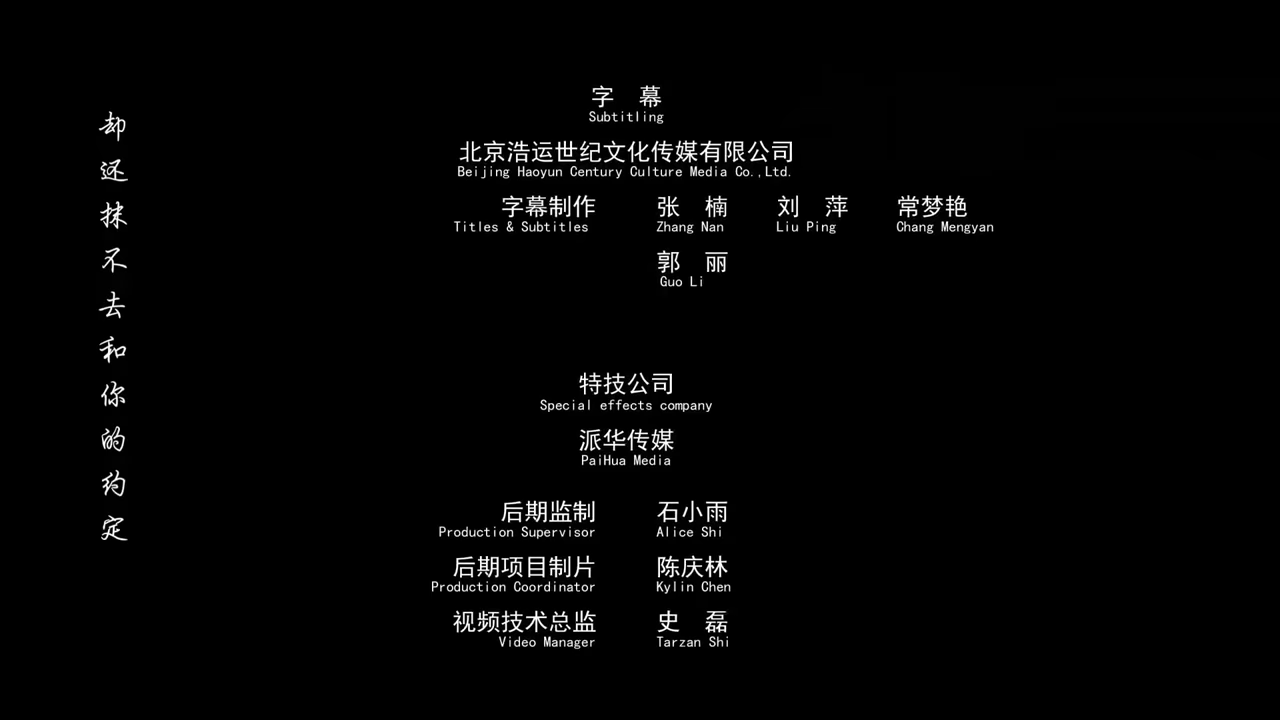 却还抹不去和你的约定
字 幕
Subtitling
北京浩运世纪文化传媒有限公司
Beijing Haoyun Century Culture Media Co.,Ltd.
字幕制作 张 楠 刘 萍 常梦艳
Titles & Subtitles Zhang Nan Liu Ping Chang Mengyan
郭 丽
Guo Li
特技公司
Special effects company
派华传媒
PaiHua Media
后期监制 石小雨
Production Supervisor Alice Shi
后期项目制片 陈庆林
Production Coordinator Kylin Chen
视频技术总监 史 磊
Video Manager Tarzan Shi